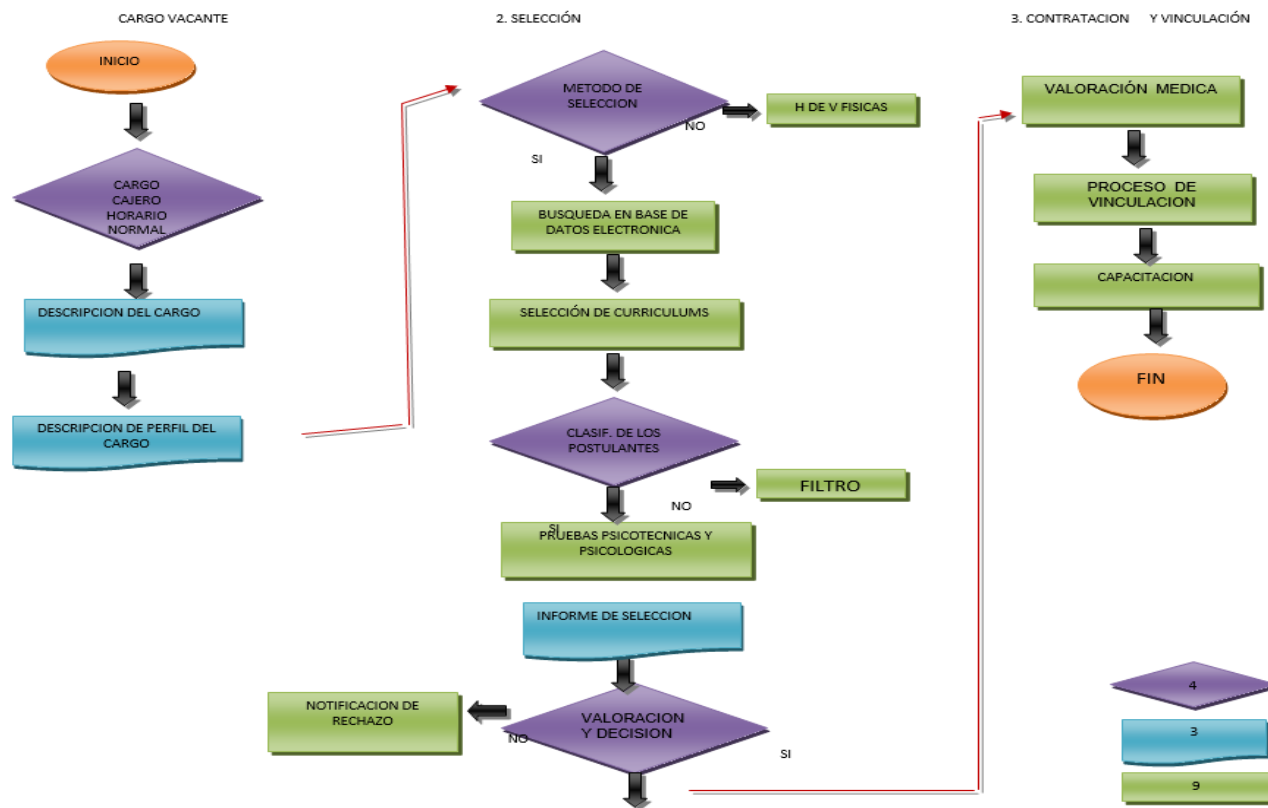 CARGO VACANTE
INICIO
CARGO
CAJERO
HORARIO
NORMAL
DESCRIPCION DEL CARGO
DESCRIPCION DE PERFIL DEL
CARGO
2. SELECCIÓN
METODO DE
SELECCION
NO
H DE V FISICAS
SI
BUSQUEDA EN BASE DE
DATOS ELECTRONICA
SELECCIÓN DE CURRICULUMS
CLASIF. DE LOS
POSTULANTES
NO
FILTRO
SI
PRUEBAS PSICOTECNICAS Y
PSICOLOGICAS
INFORME DE SELECCION
VALORACION
Y DECISION
NO
NOTIFICACION DE
RECHAZO
SI
3. CONTRATACION Y VINCULACIÓN
VALORACIÓN MEDICA
PROCESO DE
VINCULACION
CAPACITACION
FIN
4
3
9